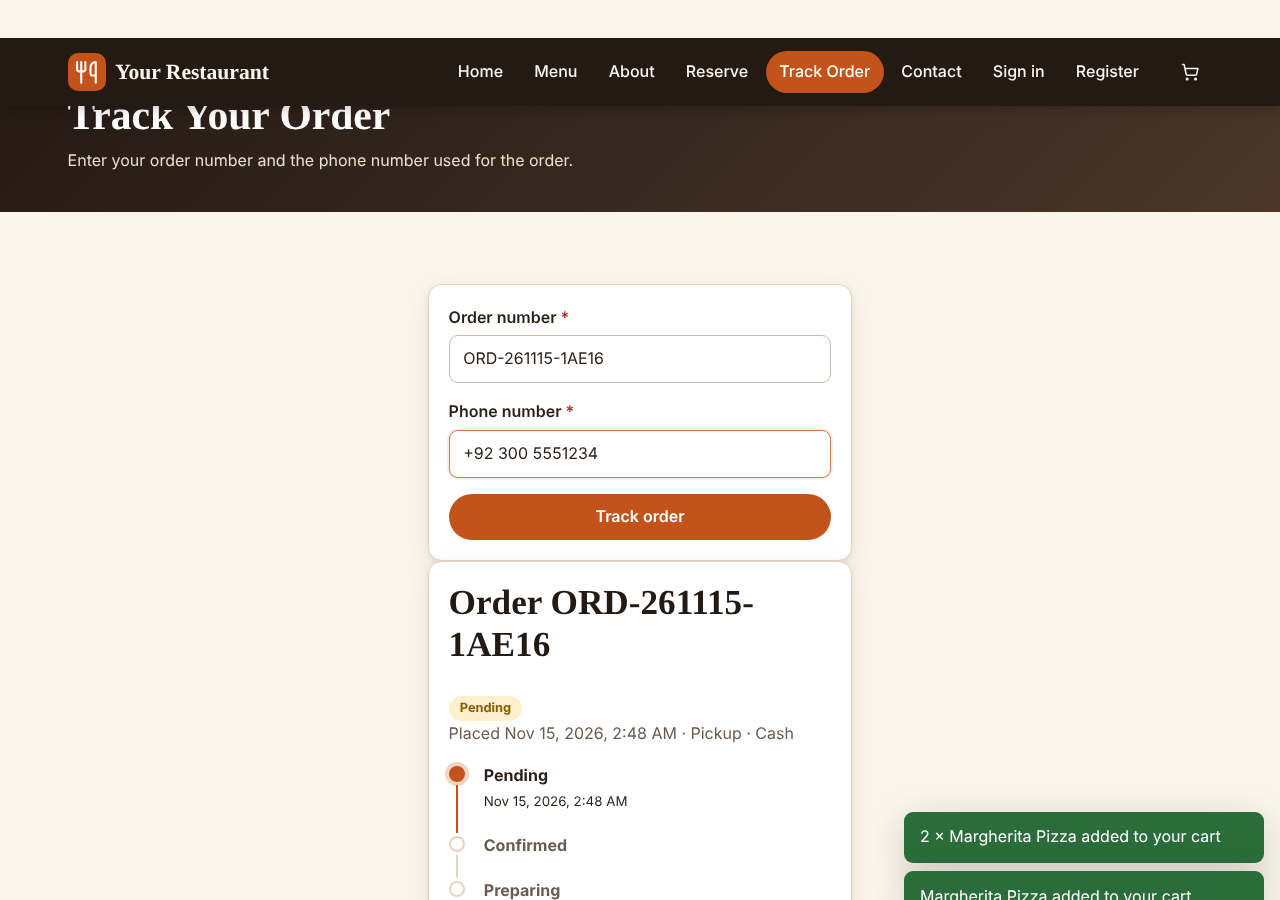 Your Restaurant
Home Menu About Reserve Track Order Contact Sign in Register
Track Your Order
Enter your order number and the phone number used for the order.
Order number *
ORD-261115-1AE16
Phone number *
+92 300 5551234
Track order
Order ORD-261115-
1AE16
Pending
Placed Nov 15, 2026, 2:48 AM · Pickup · Cash
Pending
Nov 15, 2026, 2:48 AM
Confirmed
Preparing
2 × Margherita Pizza added to your cart
Margherita Pizza added to your cart